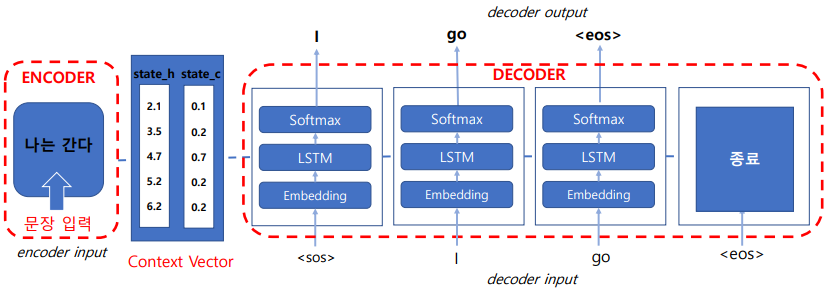 decoder output
I
go
<eos>
ENCODER
state_h
state_c
DECODER
나는 간다
2.1
3.5
4.7
5.2
6.2
0.1
0.2
0.7
0.2
0.2
Softmax
LSTM
Embedding
Softmax
LSTM
Embedding
Softmax
LSTM
Embedding
종료
문장 입력
encoder input
Context Vector
<sos>
I
go
<eos>
decoder input